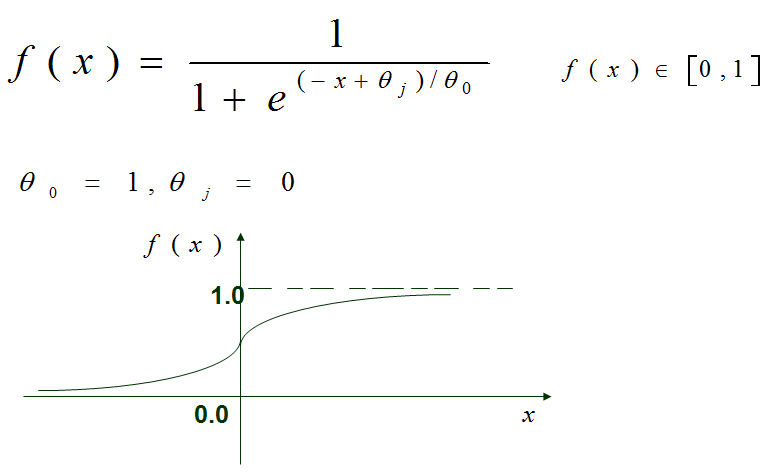 f(x) = 1 / (1 + e^((−x+θ_j)/θ_0)) f(x) ∈ [0,1]
θ_0 = 1, θ_j = 0
f(x)
1.0
0.0 x